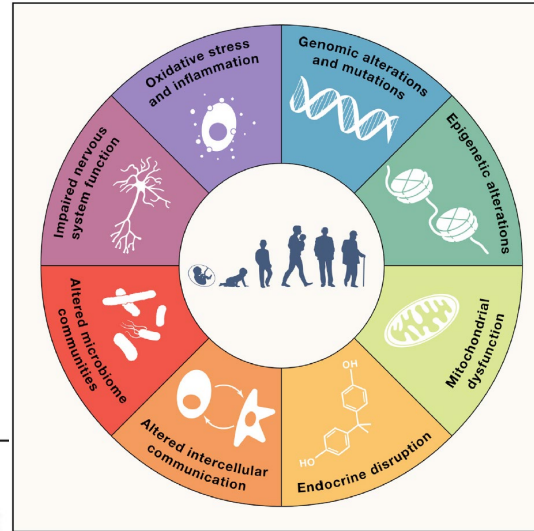 Oxidative stress
and inflammation
Genomic alterations
and mutations
Epigenetic alterations
Mitochondrial
dysfunction
OH
HO
Endocrine disruption
Altered intercellular
communication
Altered microbiome
communities
Impaired nervous
system function